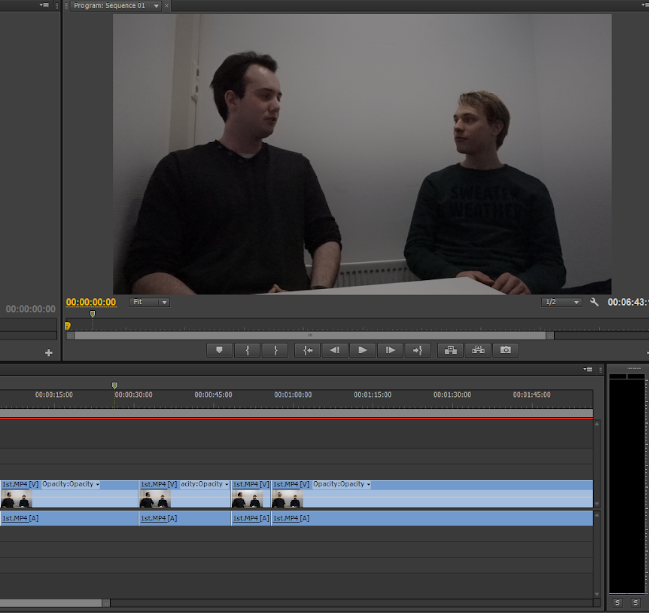 Program: Sequence 01
SWEATER
WEATHER
00:00:00:00
00:00:00:00
Fit
1/2
00:06:43:
00:00:15:00
00:00:30:00
00:00:45:00
00:01:00:00
00:01:15:00
00:01:30:00
00:01:45:00
1st.MP4 [V] Opacity:Opacity
1st.MP4 [V] acity:Opacity
1st.MP4 [V]
1st.MP4 [V] Opacity:Opacity
1st.MP4 [A]
1st.MP4 [A]
1st.MP4 [A]
1st.MP4 [A]
S S